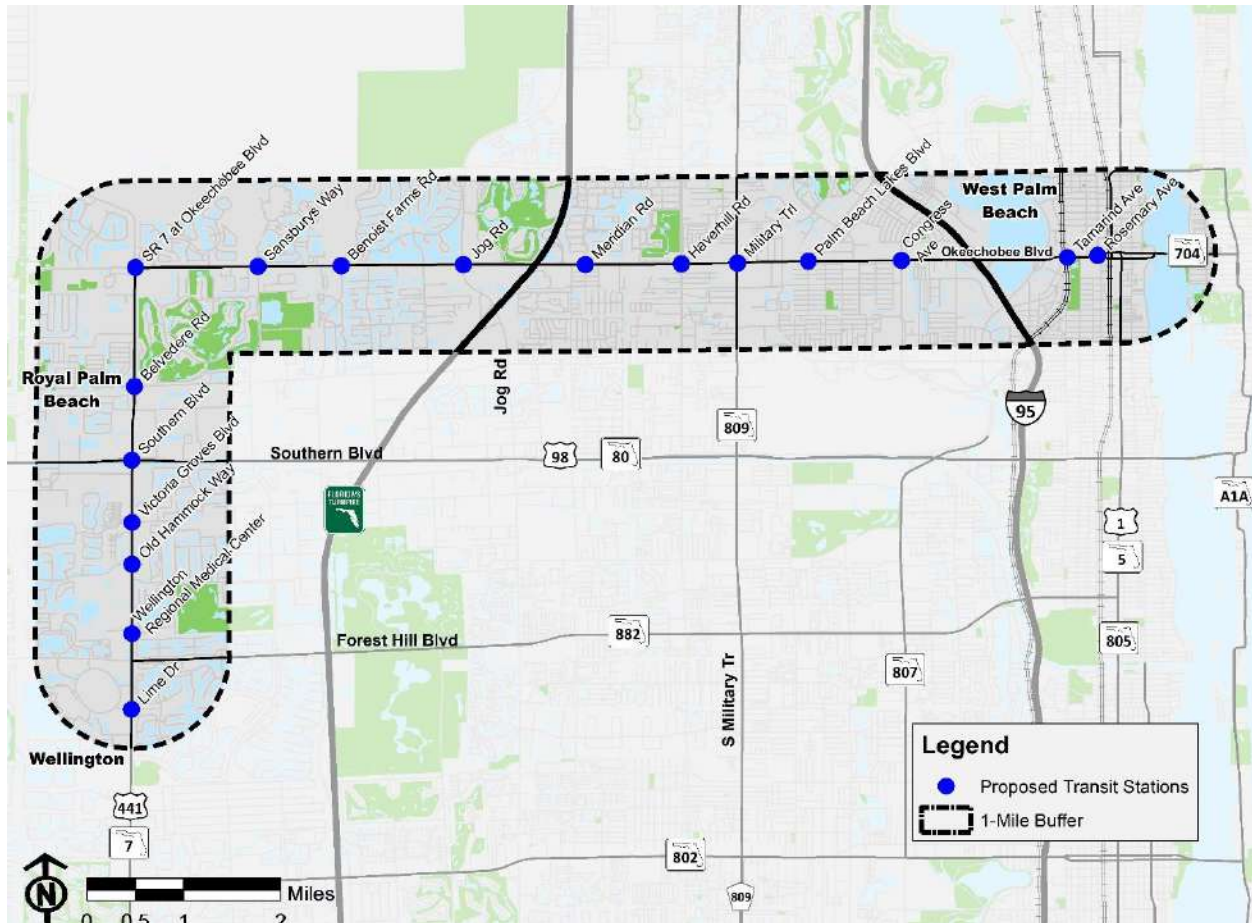 SR 7 at Okeechobee Blvd
Sansburys Way
Benoist Farms Rd
Jog Rd
Meridian Rd
Haverhill Rd
Military Trl
Palm Beach Lakes Blvd
Congress
Ave
West Palm
Beach
Okeechobee Blvd
Tamarind Ave
Rosemary Ave
704
Belvedere Rd
Royal Palm
Beach
Southern Blvd
Victoria Groves Blvd
Old Hammock Way
Wellington
Regional Medical Center
Lime Dr
Wellington
Jog Rd
809
95
Southern Blvd
98
80
FLORIDA'S
TURNPIKE
A1A
1
5
Forest Hill Blvd
882
805
807
S Military Tr
441
7
802
809
Legend
Proposed Transit Stations
1-Mile Buffer
N
Miles
0 0.5 1 2